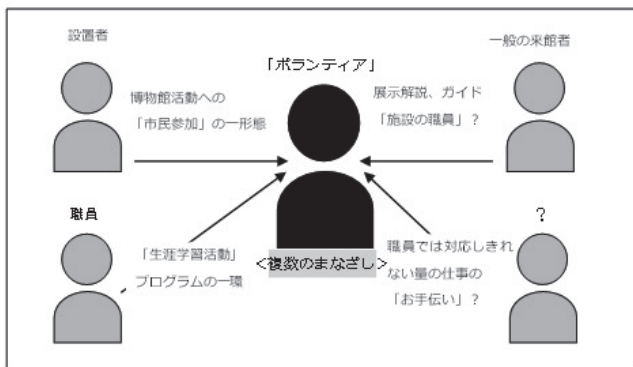 設置者
一般の来館者
「ボランティア」
博物館活動への
「市民参加」の一形態
展示解説、ガイド
「施設の職員」？
職員
？
「生涯学習活動」
プログラムの一環
<複数のまなざし>
職員では対応しきれ
ない量の仕事の
「お手伝い」？